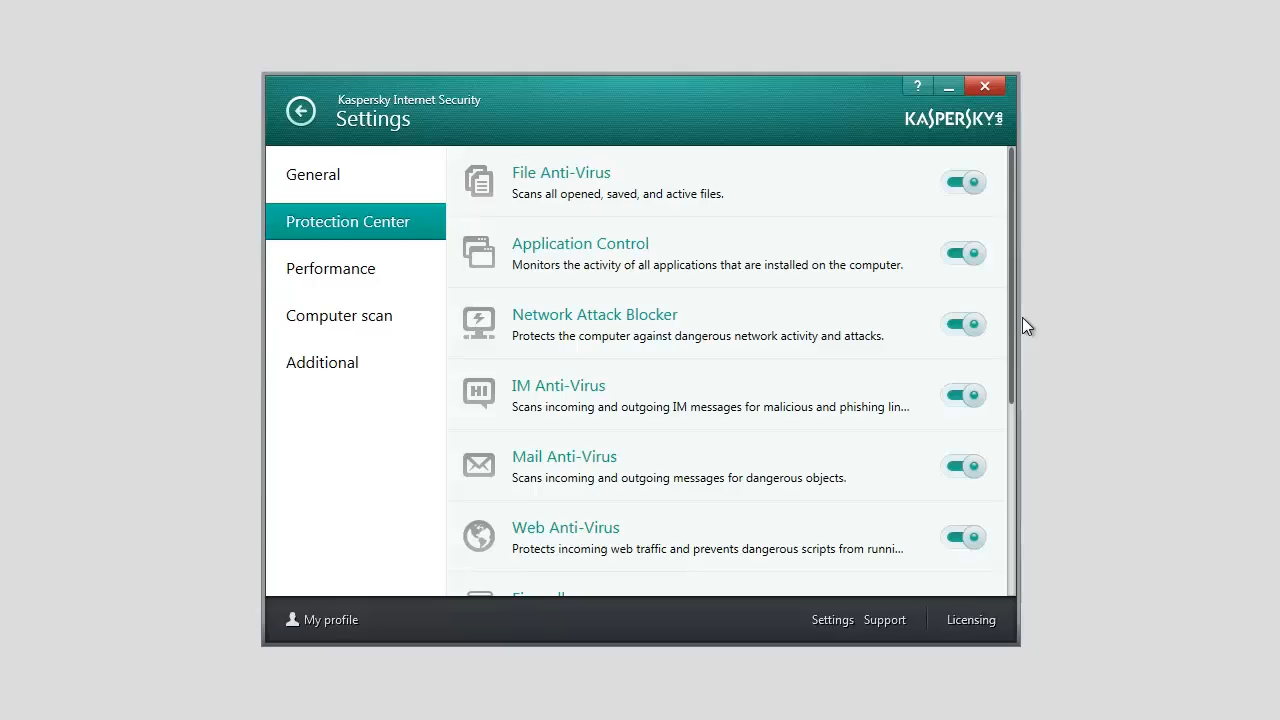 ?
Kaspersky Internet Security
Settings
KASPERSKY lab
General
Protection Center
Performance
Computer scan
Additional
File Anti-Virus
Scans all opened, saved, and active files.
Application Control
Monitors the activity of all applications that are installed on the computer.
Network Attack Blocker
Protects the computer against dangerous network activity and attacks.
HI
IM Anti-Virus
Scans incoming and outgoing IM messages for malicious and phishing lin...
Mail Anti-Virus
Scans incoming and outgoing messages for dangerous objects.
Web Anti-Virus
Protects incoming web traffic and prevents dangerous scripts from runni...
Firewall
My profile
Settings
Support
Licensing